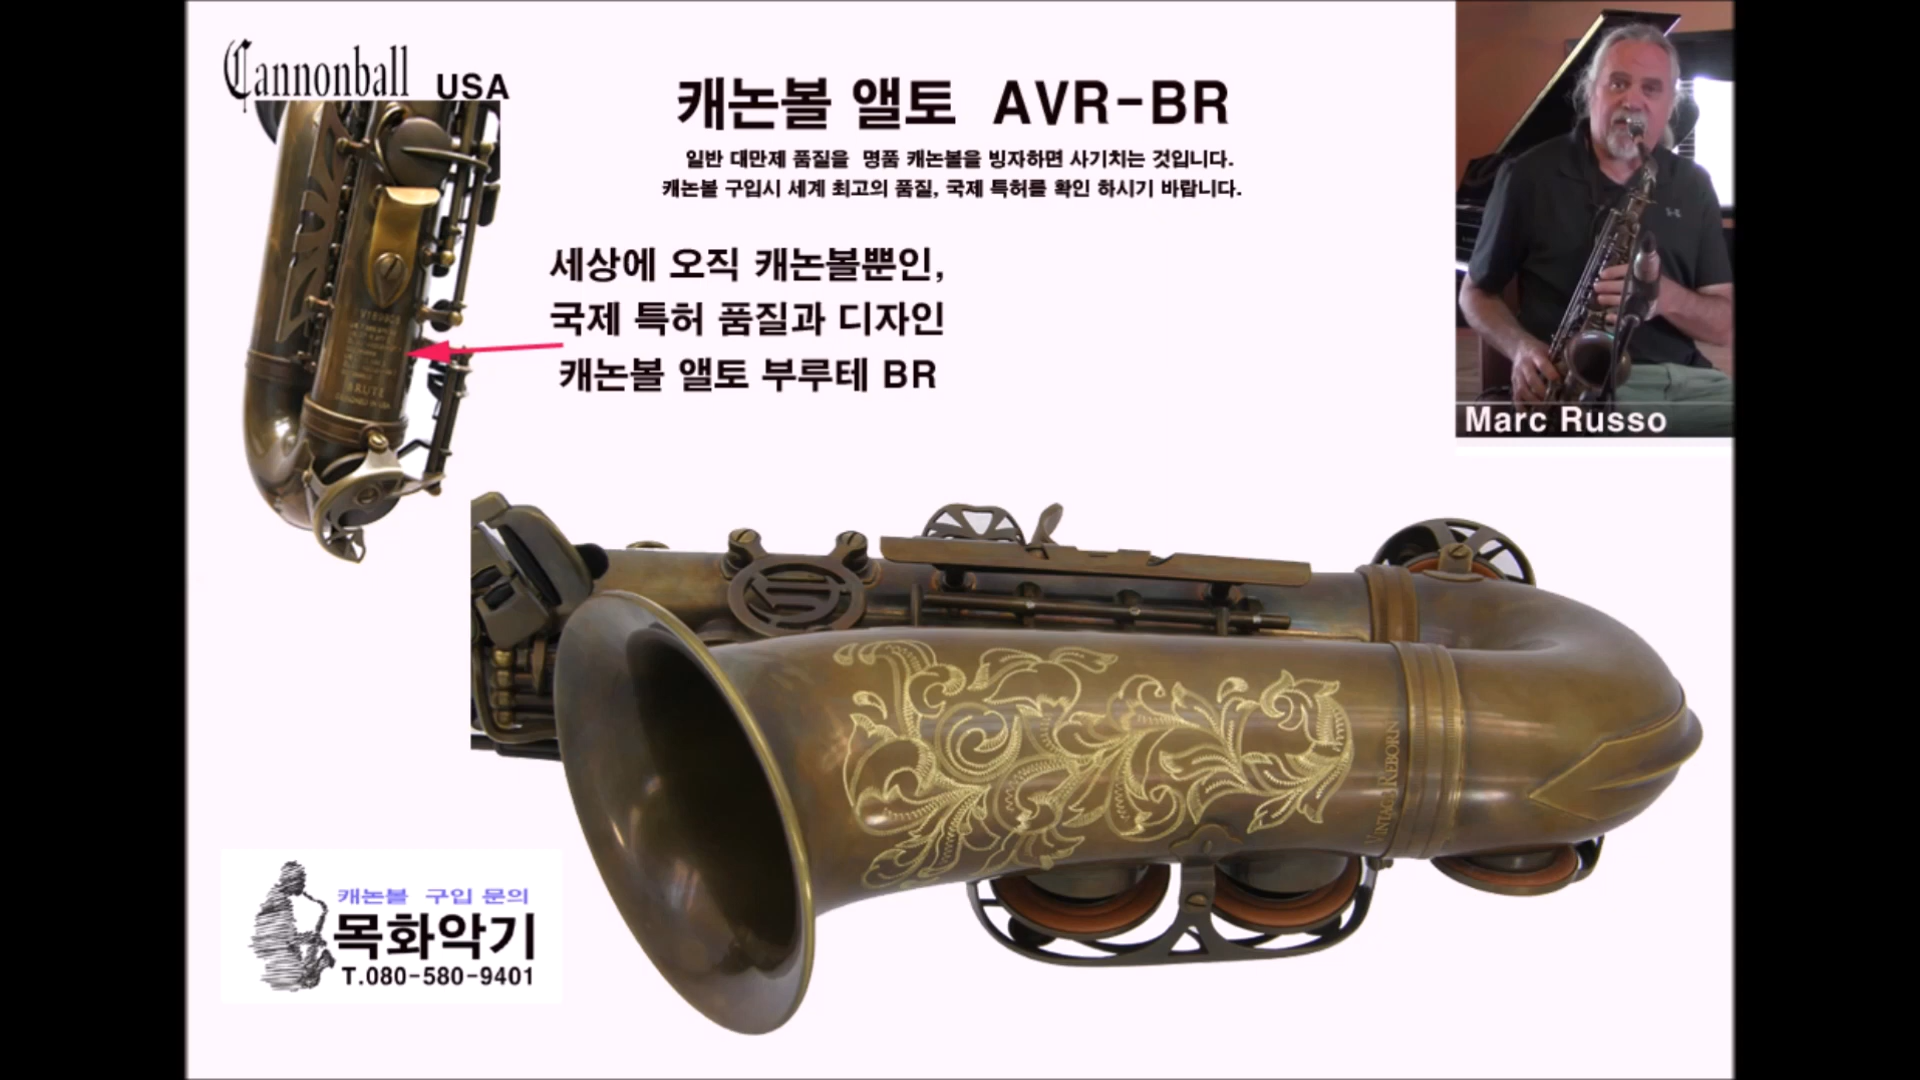 Cannonball USA
캐논볼 앨토 AVR-BR
일반 대만제 품질을 명품 캐논볼을 빙자하면 사기치는 것입니다.
캐논볼 구입시 세계 최고의 품질, 국제 특허를 확인 하시기 바랍니다.
세상에 오직 캐논볼뿐인,
국제 특허 품질과 디자인
캐논볼 앨토 부루테 BR
BRUTE
Marc Russo
VINTAGE REBORN
캐논볼 구입 문의
목화악기
T.080-580-9401